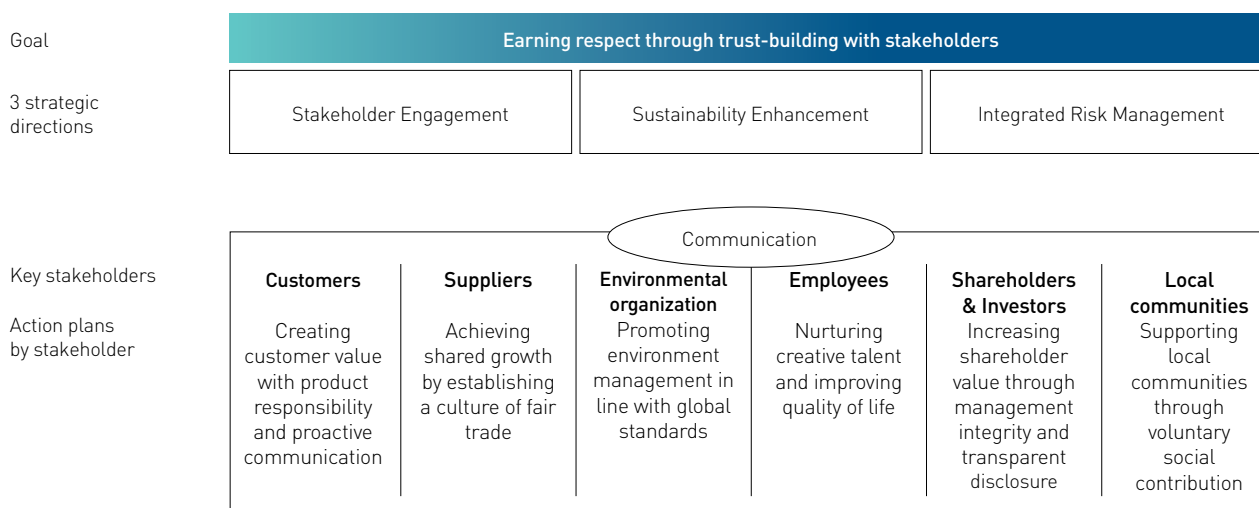 Goal
Earning respect through trust-building with stakeholders
3 strategic
directions
Stakeholder Engagement
Sustainability Enhancement
Integrated Risk Management
Communication
Key stakeholders
Action plans
by stakeholder
Customers
Creating
customer value
with product
responsibility
and proactive
communication
Suppliers
Achieving
shared growth
by establishing
a culture of fair
trade
Environmental
organization
Promoting
environment
management in
line with global
standards
Employees
Nurturing
creative talent
and improving
quality of life
Shareholders
& Investors
Increasing
shareholder
value through
management
integrity and
transparent
disclosure
Local
communities
Supporting
local
communities
through
voluntary
social
contribution